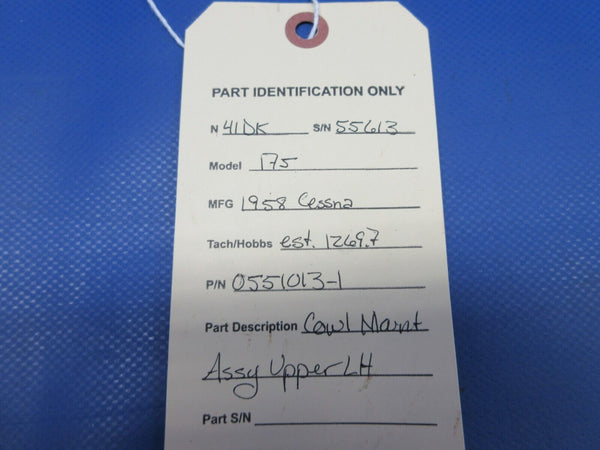 PART IDENTIFICATION ONLY
N 41DK S/N 55613
Model 175
MFG 1958 Cessna
Tach/Hobbs est. 1269.7
P/N 0551013-1
Part Description Cowl Mount
Assy Upper LH
Part S/N